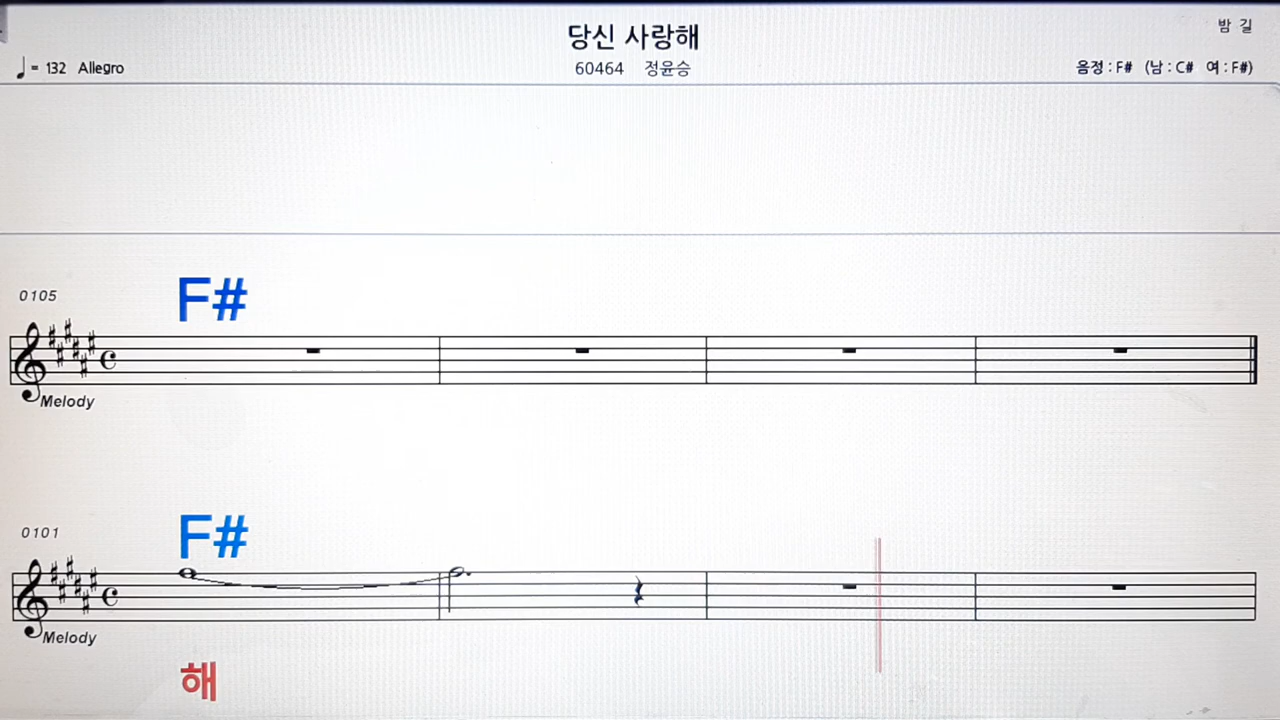 당신 사랑해
밤 길
♩= 132 Allegro
60464 정윤승
음정 : F# (남 : C# 여 : F#)
0105
F#
Melody
0101
F#
Melody
해